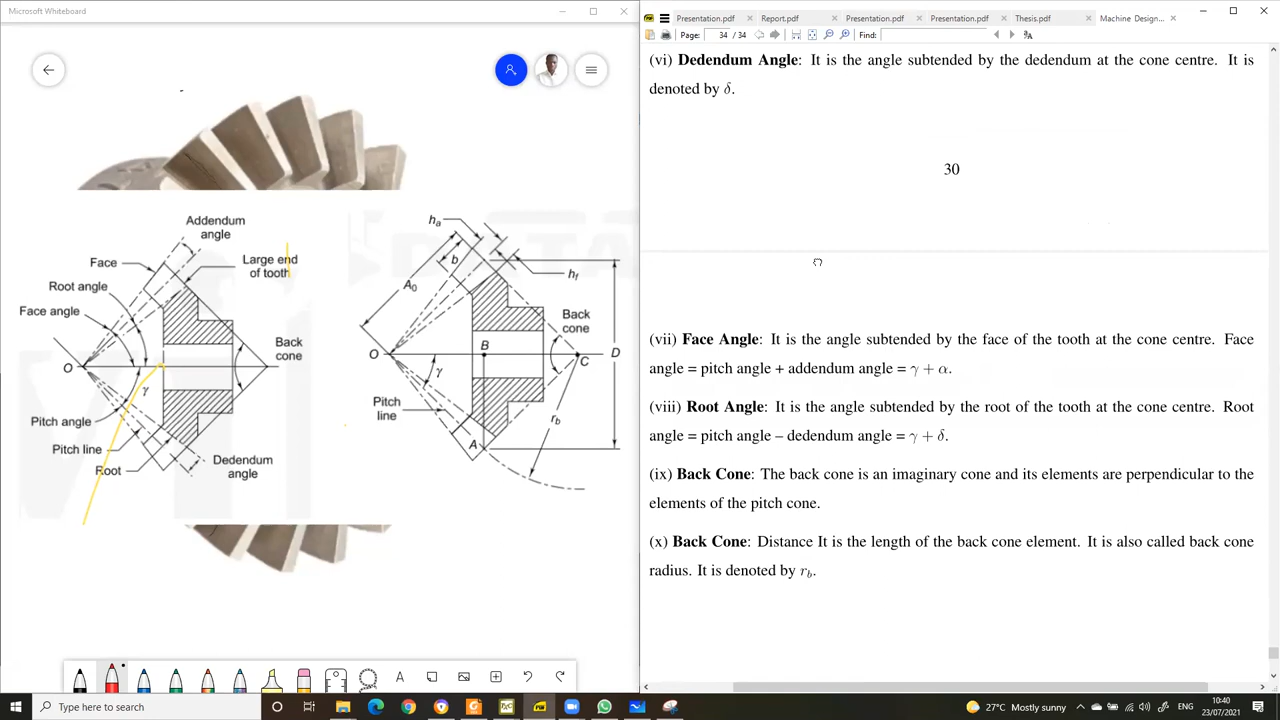 Microsoft Whiteboard
Addendum
angle
Face
Large end
of tooth
Root angle
Face angle
Back
cone
O
γ
Pitch angle
Pitch line
Root
Dedendum
angle
hₐ
b
h_f
A₀
Back
cone
B
O
C
D
γ
Pitch
line
r_b
A
Type here to search
Presentation.pdf
Report.pdf
Presentation.pdf
Presentation.pdf
Thesis.pdf
Machine Design...
Page: 34 / 34
Find:
(vi) Dedendum Angle: It is the angle subtended by the dedendum at the cone centre. It is
denoted by δ.
30
(vii) Face Angle: It is the angle subtended by the face of the tooth at the cone centre. Face
angle = pitch angle + addendum angle = γ + α.
(viii) Root Angle: It is the angle subtended by the root of the tooth at the cone centre. Root
angle = pitch angle – dedendum angle = γ + δ.
(ix) Back Cone: The back cone is an imaginary cone and its elements are perpendicular to the
elements of the pitch cone.
(x) Back Cone: Distance It is the length of the back cone element. It is also called back cone
radius. It is denoted by r_b.
27°C Mostly sunny
ENG
10:40
23/07/2021